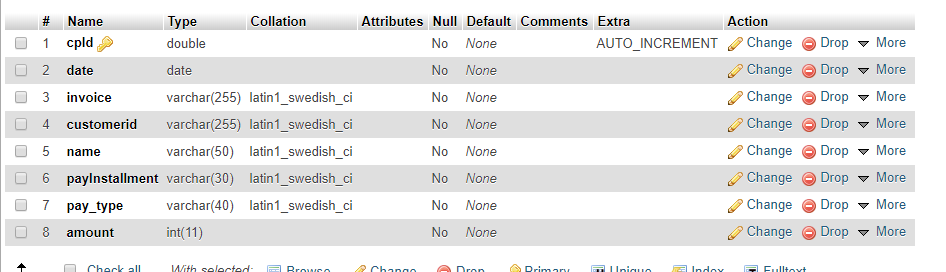 # Name Type Collation Attributes Null Default Comments Extra Action
1 cpId double No None AUTO_INCREMENT Change Drop More
2 date date No None Change Drop More
3 invoice varchar(255) latin1_swedish_ci No None Change Drop More
4 customerid varchar(255) latin1_swedish_ci No None Change Drop More
5 name varchar(50) latin1_swedish_ci No None Change Drop More
6 payInstallment varchar(30) latin1_swedish_ci No None Change Drop More
7 pay_type varchar(40) latin1_swedish_ci No None Change Drop More
8 amount int(11) No None Change Drop More
Check all With selected: Browse Change Drop Primary Unique Index Fulltext